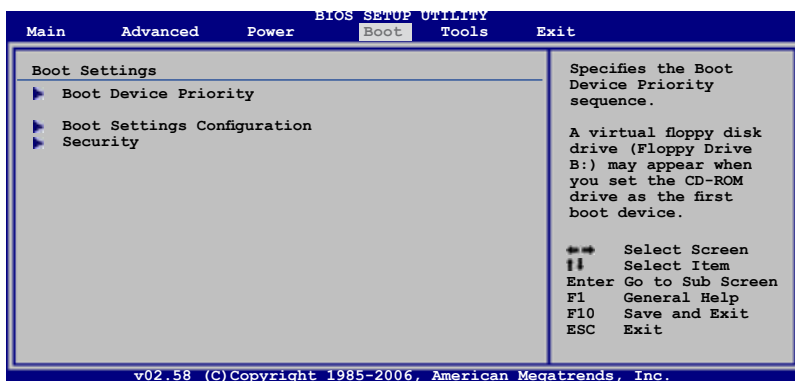 BIOS SETUP UTILITY
Main Advanced Power Boot Tools Exit
Boot Settings
Boot Device Priority
Boot Settings Configuration
Security
Specifies the Boot
Device Priority
sequence.
A virtual floppy disk
drive (Floppy Drive
B:) may appear when
you set the CD-ROM
drive as the first
boot device.
Select Screen
Select Item
Enter Go to Sub Screen
F1 General Help
F10 Save and Exit
ESC Exit
v02.58 (C)Copyright 1985-2006, American Megatrends, Inc.